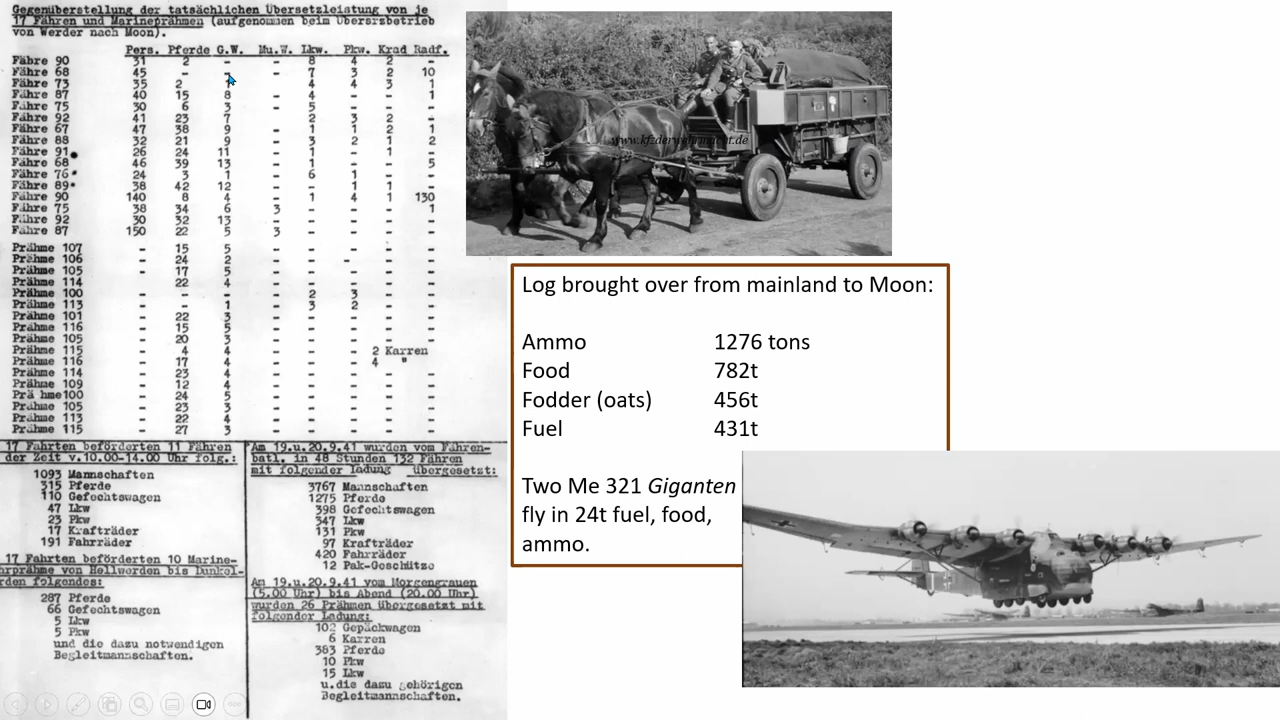 Gegenüberstellung der tatsächlichen Übersetzleistung von je
17 Fähren und Marineprähmen (aufgenommen beim Übersrzbetrieb
von Werder nach Moon).
Pers. Pferde G.W. Mu.W. Lkw. Pkw. Krad Radf.
Fähre 90 31 2 - - 8 4 2 -
Fähre 68 45 - - - 7 3 2 10
Fähre 73 35 2 1 - 4 4 3 1
Fähre 87 40 15 8 - 4 - - 1
Fähre 75 30 6 3 - 5 - - -
Fähre 92 41 23 7 - 2 3 2 -
Fähre 67 47 38 9 - 1 1 2 1
Fähre 88 32 21 9 - 3 2 1 2
Fähre 91 26 24 11 - 1 - 1 -
Fähre 68 46 39 13 - 1 - - 5
Fähre 76 24 3 1 - 6 1 - -
Fähre 89 38 42 12 - - 1 1 -
Fähre 90 140 8 4 - 1 4 1 130
Fähre 75 38 34 6 3 - - - 1
Fähre 92 30 32 13 - - - - -
Fähre 87 150 22 5 3 - - - -
Prähme 107 - 15 5 - - - - -
Prähme 106 - 24 2 - - - - -
Prähme 105 - 17 5 - - - - -
Prähme 114 - 22 4 - - - - -
Prähme 100 - - - - 2 3 - -
Prähme 113 - - 1 - 3 2 - -
Prähme 101 - 22 3 - - - - -
Prähme 116 - 15 5 - - - - -
Prähme 105 - 20 3 - - - - -
Prähme 115 - 4 4 - - - 2 Karren
Prähme 116 - 17 4 - - - 4 "
Prähme 114 - 23 4 - - - - -
Prähme 109 - 12 4 - - - - -
Prä hme100 - 24 5 - - - - -
Prähme 105 - 23 3 - - - - -
Prähme 113 - 22 4 - - - - -
Prähme 115 - 27 3 - - - - -
17 Fahrten beförderten 11 Fähren
der Zeit v.10.00-14.00 Uhr folg.:
1093 Mannschaften
315 Pferde
110 Gefechtswagen
47 Lkw
23 Pkw
17 Krafträder
191 Fahrräder
17 Fahrten beförderten 10 Marine-
hrprähme von Hellwerden bis Dunkel-
rden folgendes:
287 Pferde
66 Gefechtswagen
5 Lkw
5 Pkw
und die dazu notwendigen
Begleitmannschaften.
Am 19.u.20.9.41 wurden vom Fähren-
batl. in 48 Stunden 132 Fähren
mit folgender Ladung übergesetzt:
3767 Mannschaften
1275 Pferde
398 Gefechtswagen
347 Lkw
131 Pkw
97 Krafträder
420 Fahrräder
12 Pak-Geschütze
Am 19.u.20.9.41 vom Morgengrauen
(5.00 Uhr) bis Abend (20.00 Uhr)
wurden 26 Prähmen übergesetzt mit
folgender Ladung:
102 Gepäckwagen
6 Karren
383 Pferde
10 Pkw
15 Lkw
u.die dazu gehörigen
Begleitmannschaften.
www.kfzderwehrmacht.de
Log brought over from mainland to Moon:
Ammo 1276 tons
Food 782t
Fodder (oats) 456t
Fuel 431t
Two Me 321 Giganten
fly in 24t fuel, food,
ammo.